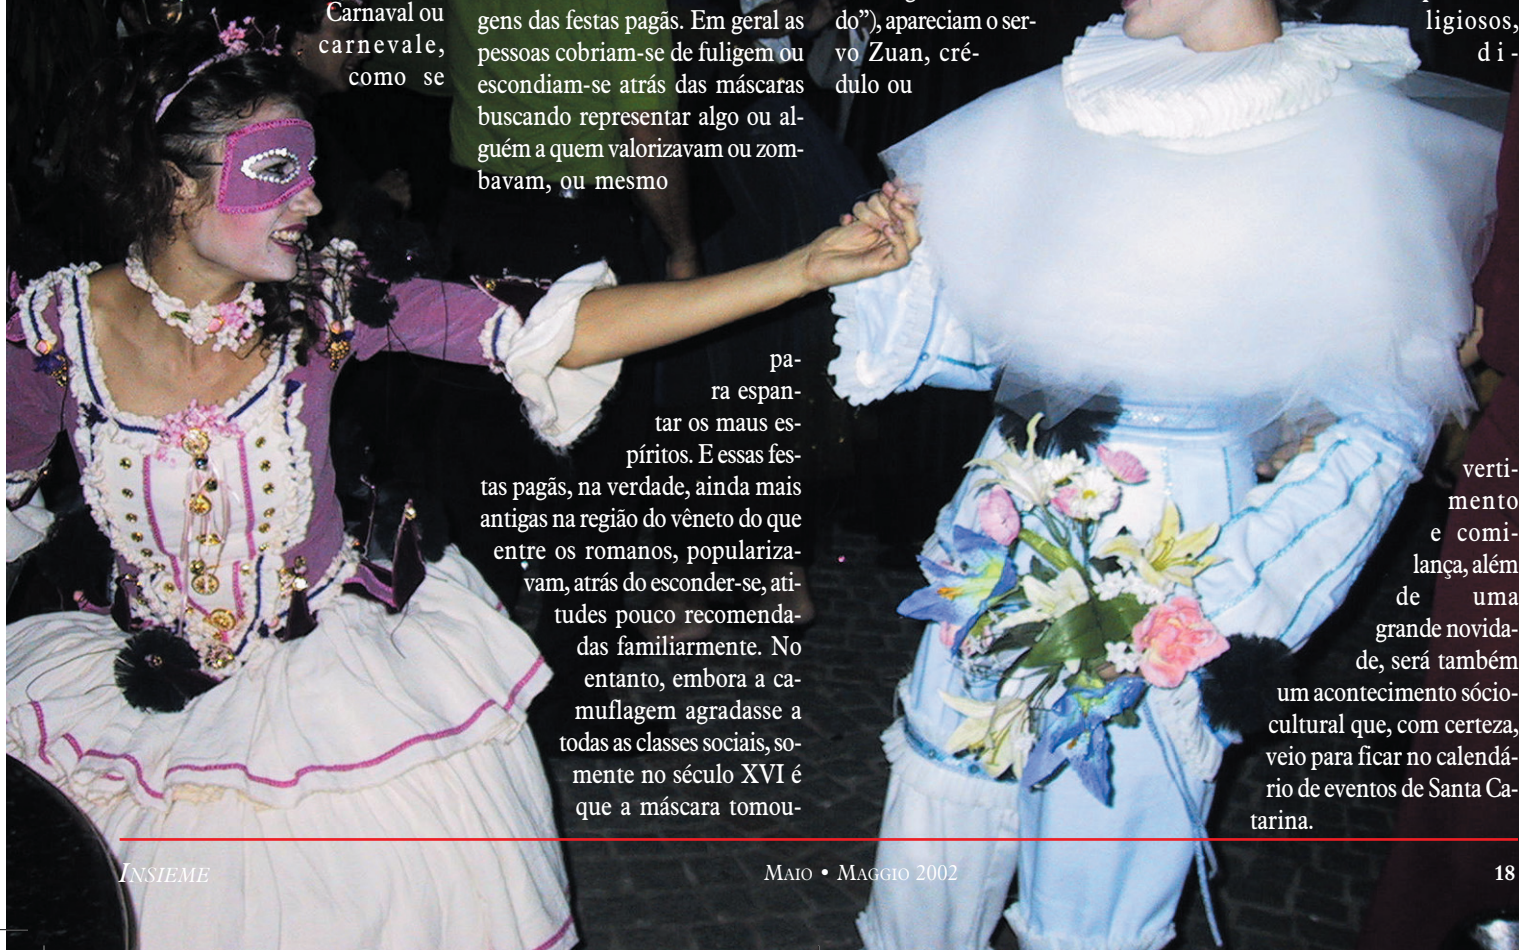 Carnaval ou
carnevale,
como se
gens das festas pagãs. Em geral as
pessoas cobriam-se de fuligem ou
escondiam-se atrás das máscaras
buscando representar algo ou al-
guém a quem valorizavam ou zom-
bavam, ou mesmo
pa-
ra espan-
tar os maus es-
píritos. E essas fes-
tas pagãs, na verdade, ainda mais
antigas na região do vêneto do que
entre os romanos, populariza-
vam, atrás do esconder-se, ati-
tudes pouco recomenda-
das familiarmente. No
entanto, embora a ca-
muflagem agradasse a
todas as classes sociais, so-
mente no século XVI é
que a máscara tomou-
do”), apareciam o ser-
vo Zuan, cré-
dulo ou
ligiosos,
di-
verti-
mento
e comi-
lança, além
de uma
grande novida-
de, será também
um acontecimento sócio-
cultural que, com certeza,
veio para ficar no calendá-
rio de eventos de Santa Ca-
tarina.
INSIEME
MAIO • MAGGIO 2002
18